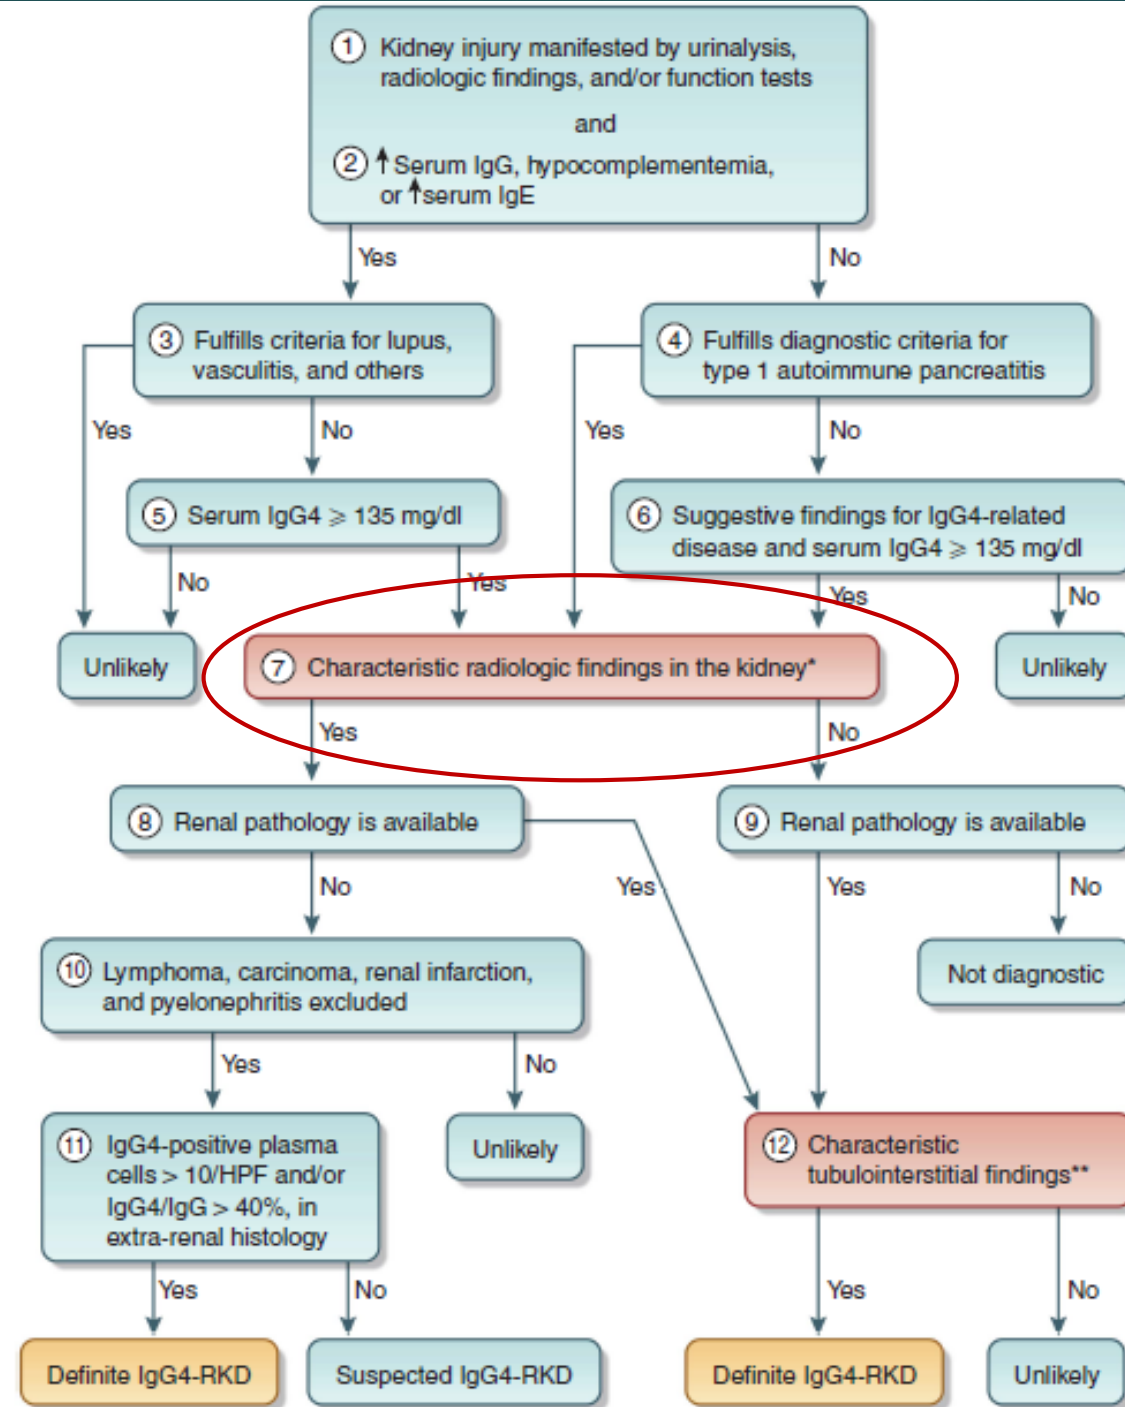 1 Kidney injury manifested by urinalysis,
radiologic findings, and/or function tests
and
2 ↑Serum IgG, hypocomplementemia,
or ↑serum IgE
Yes
No
3 Fulfills criteria for lupus,
vasculitis, and others
4 Fulfills diagnostic criteria for
type 1 autoimmune pancreatitis
Yes
No
Yes
No
5 Serum IgG4 ⩾ 135 mg/dl
6 Suggestive findings for IgG4-related
disease and serum IgG4 ⩾ 135 mg/dl
No
Yes
Yes
No
Unlikely
7 Characteristic radiologic findings in the kidney*
Unlikely
Yes
No
8 Renal pathology is available
9 Renal pathology is available
No
Yes
Yes
No
10 Lymphoma, carcinoma, renal infarction,
and pyelonephritis excluded
Not diagnostic
Yes
No
11 IgG4-positive plasma
cells > 10/HPF and/or
IgG4/IgG > 40%, in
extra-renal histology
Unlikely
12 Characteristic
tubulointerstitial findings**
Yes
No
Yes
No
Definite IgG4-RKD
Suspected IgG4-RKD
Definite IgG4-RKD
Unlikely